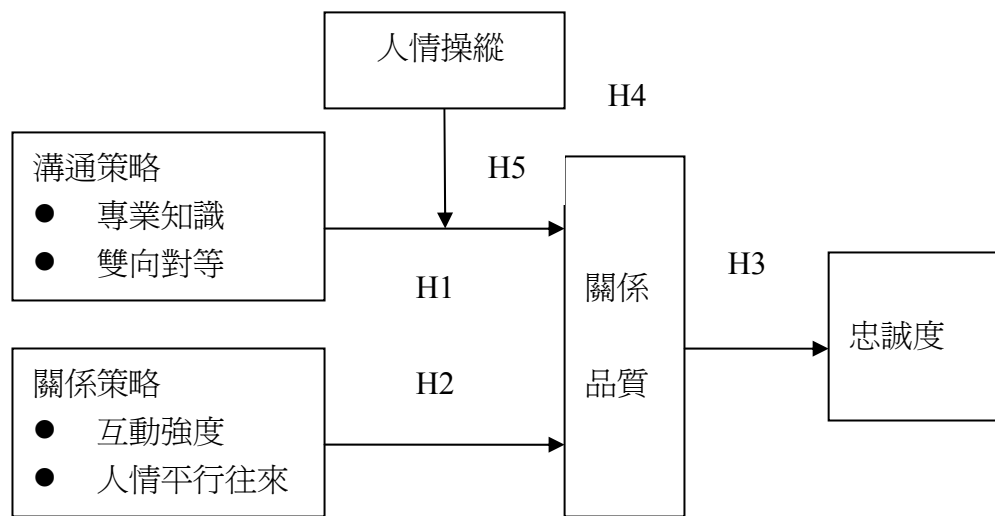 人情操縱
H4
溝通策略
● 專業知識
● 雙向對等
H5
H1
關係策略
● 互動強度
● 人情平行往來
H2
關係
品質
H3
忠誠度